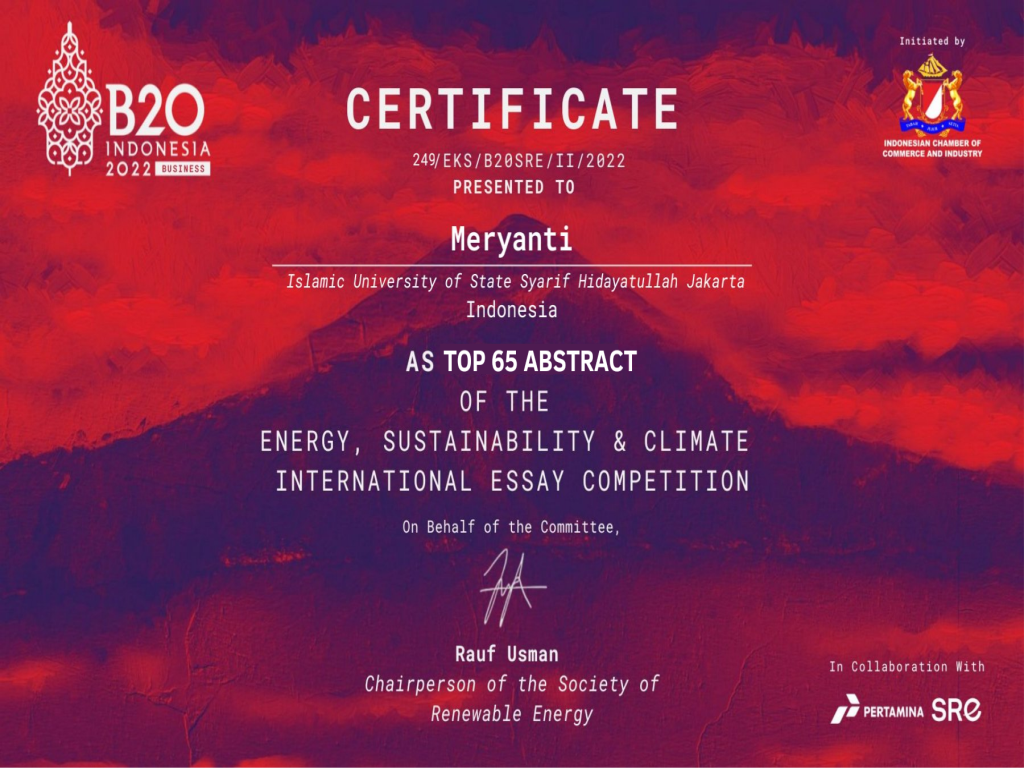 B20
INDONESIA
2022 BUSINESS
Initiated by
INDONESIAN CHAMBER OF
COMMERCE AND INDUSTRY
CERTIFICATE
249/EKS/B20SRE/II/2022
PRESENTED TO
Meryanti
Islamic University of State Syarif Hidayatullah Jakarta
Indonesia
AS TOP 65 ABSTRACT
OF THE
ENERGY, SUSTAINABILITY & CLIMATE
INTERNATIONAL ESSAY COMPETITION
On Behalf of the Committee,
Rauf Usman
Chairperson of the Society of
Renewable Energy
In Collaboration With
PERTAMINA SRE